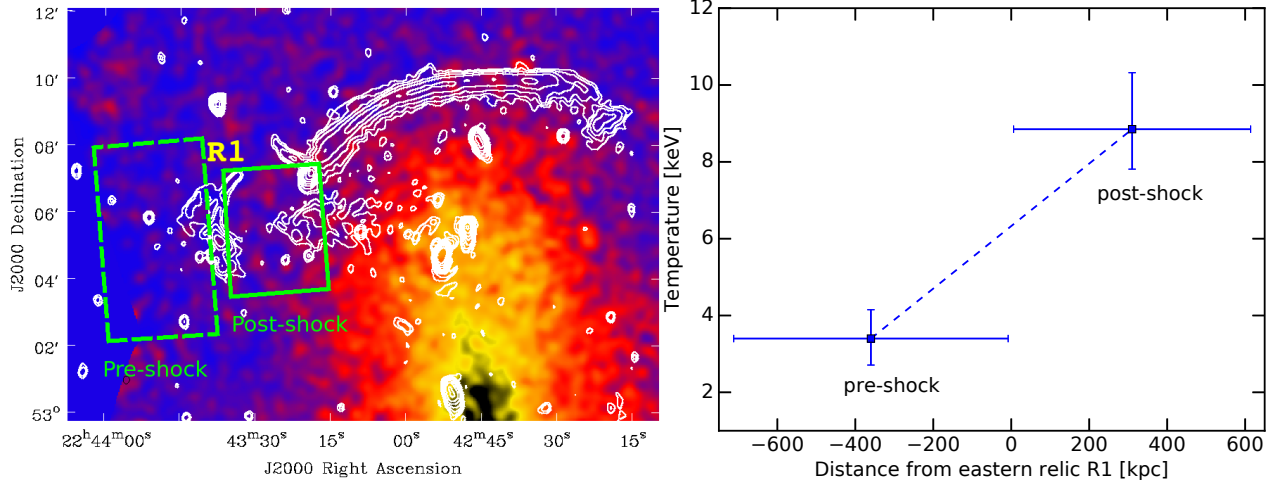 12′
10′
08′
06′
04′
02′
53°
J2000 Declination
R1
Post-shock
Pre-shock
22ʰ44ᵐ00ˢ
43ᵐ30ˢ
15ˢ
00ˢ
42ᵐ45ˢ
30ˢ
15ˢ
J2000 Right Ascension
12
10
8
6
4
2
Temperature [keV]
post-shock
pre-shock
−600
−400
−200
0
200
400
600
Distance from eastern relic R1 [kpc]